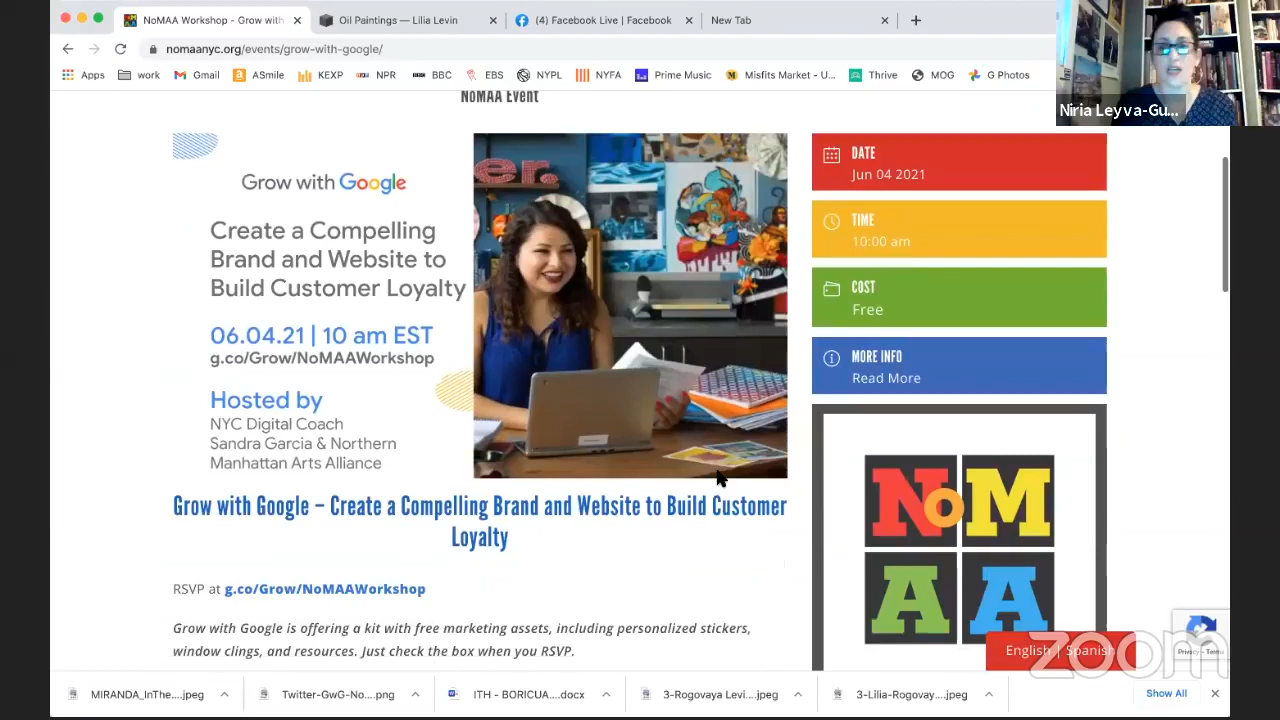 NoMAA Workshop - Grow with
Oil Paintings — Lilia Levin
(4) Facebook Live | Facebook
New Tab
nomaanyc.org/events/grow-with-google/
Apps
work
Gmail
ASmile
KEXP
NPR
BBC
EBS
NYPL
NYFA
Prime Music
Misfits Market - U...
Thrive
MOG
G Photos
Niria Leyva-Gu...
NoMAA Event
Grow with Google
Create a Compelling
Brand and Website to
Build Customer Loyalty
06.04.21 | 10 am EST
g.co/Grow/NoMAAWorkshop
Hosted by
NYC Digital Coach
Sandra Garcia & Northern
Manhattan Arts Alliance
er.
DATE
Jun 04 2021
TIME
10:00 am
COST
Free
MORE INFO
Read More
NoM
AA
Grow with Google – Create a Compelling Brand and Website to Build Customer
Loyalty
RSVP at g.co/Grow/NoMAAWorkshop
Grow with Google is offering a kit with free marketing assets, including personalized stickers,
window clings, and resources. Just check the box when you RSVP.
English | Spanish
zoom
Privacy - Terms
MIRANDA_InThe....jpeg
Twitter-GwG-No....png
ITH - BORICUA....docx
3-Rogovaya Levi....jpeg
3-Lilia-Rogovay....jpeg
Show All